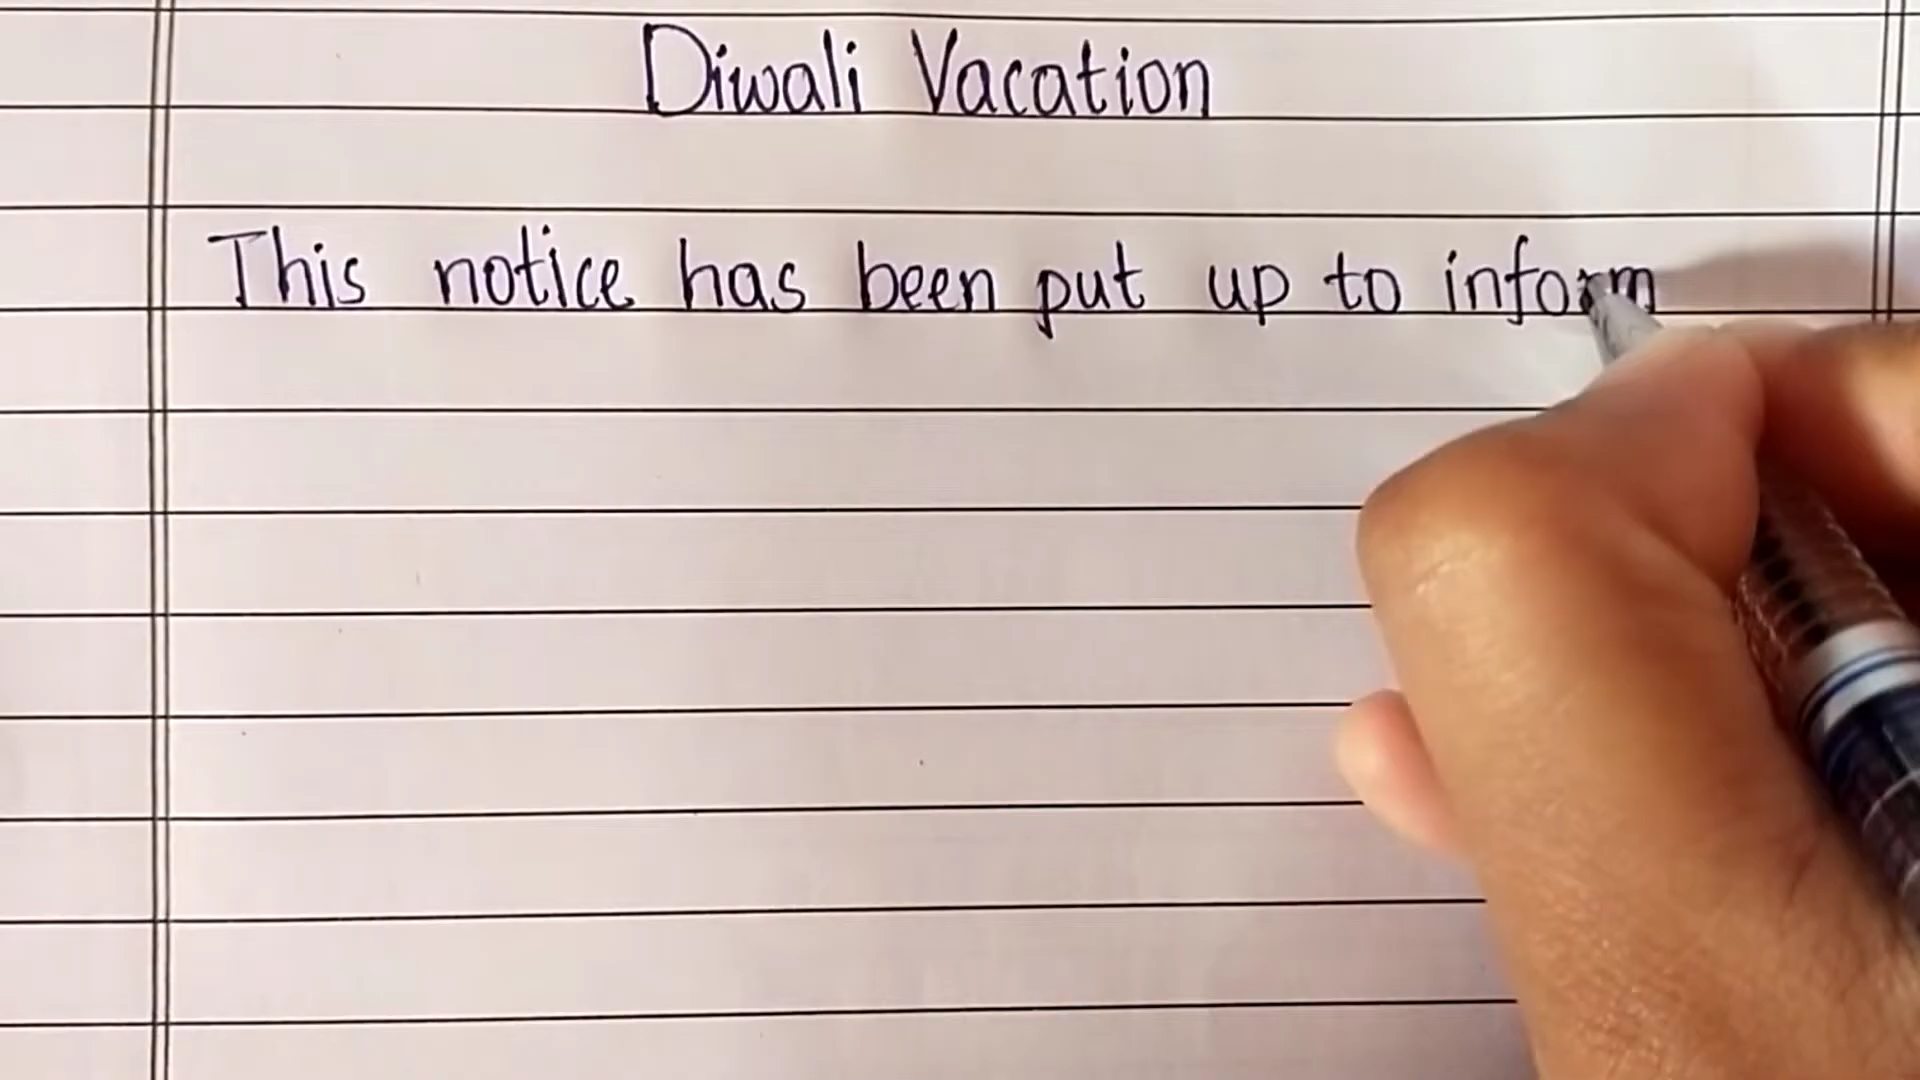 Diwali Vacation
This notice has been put up to inform